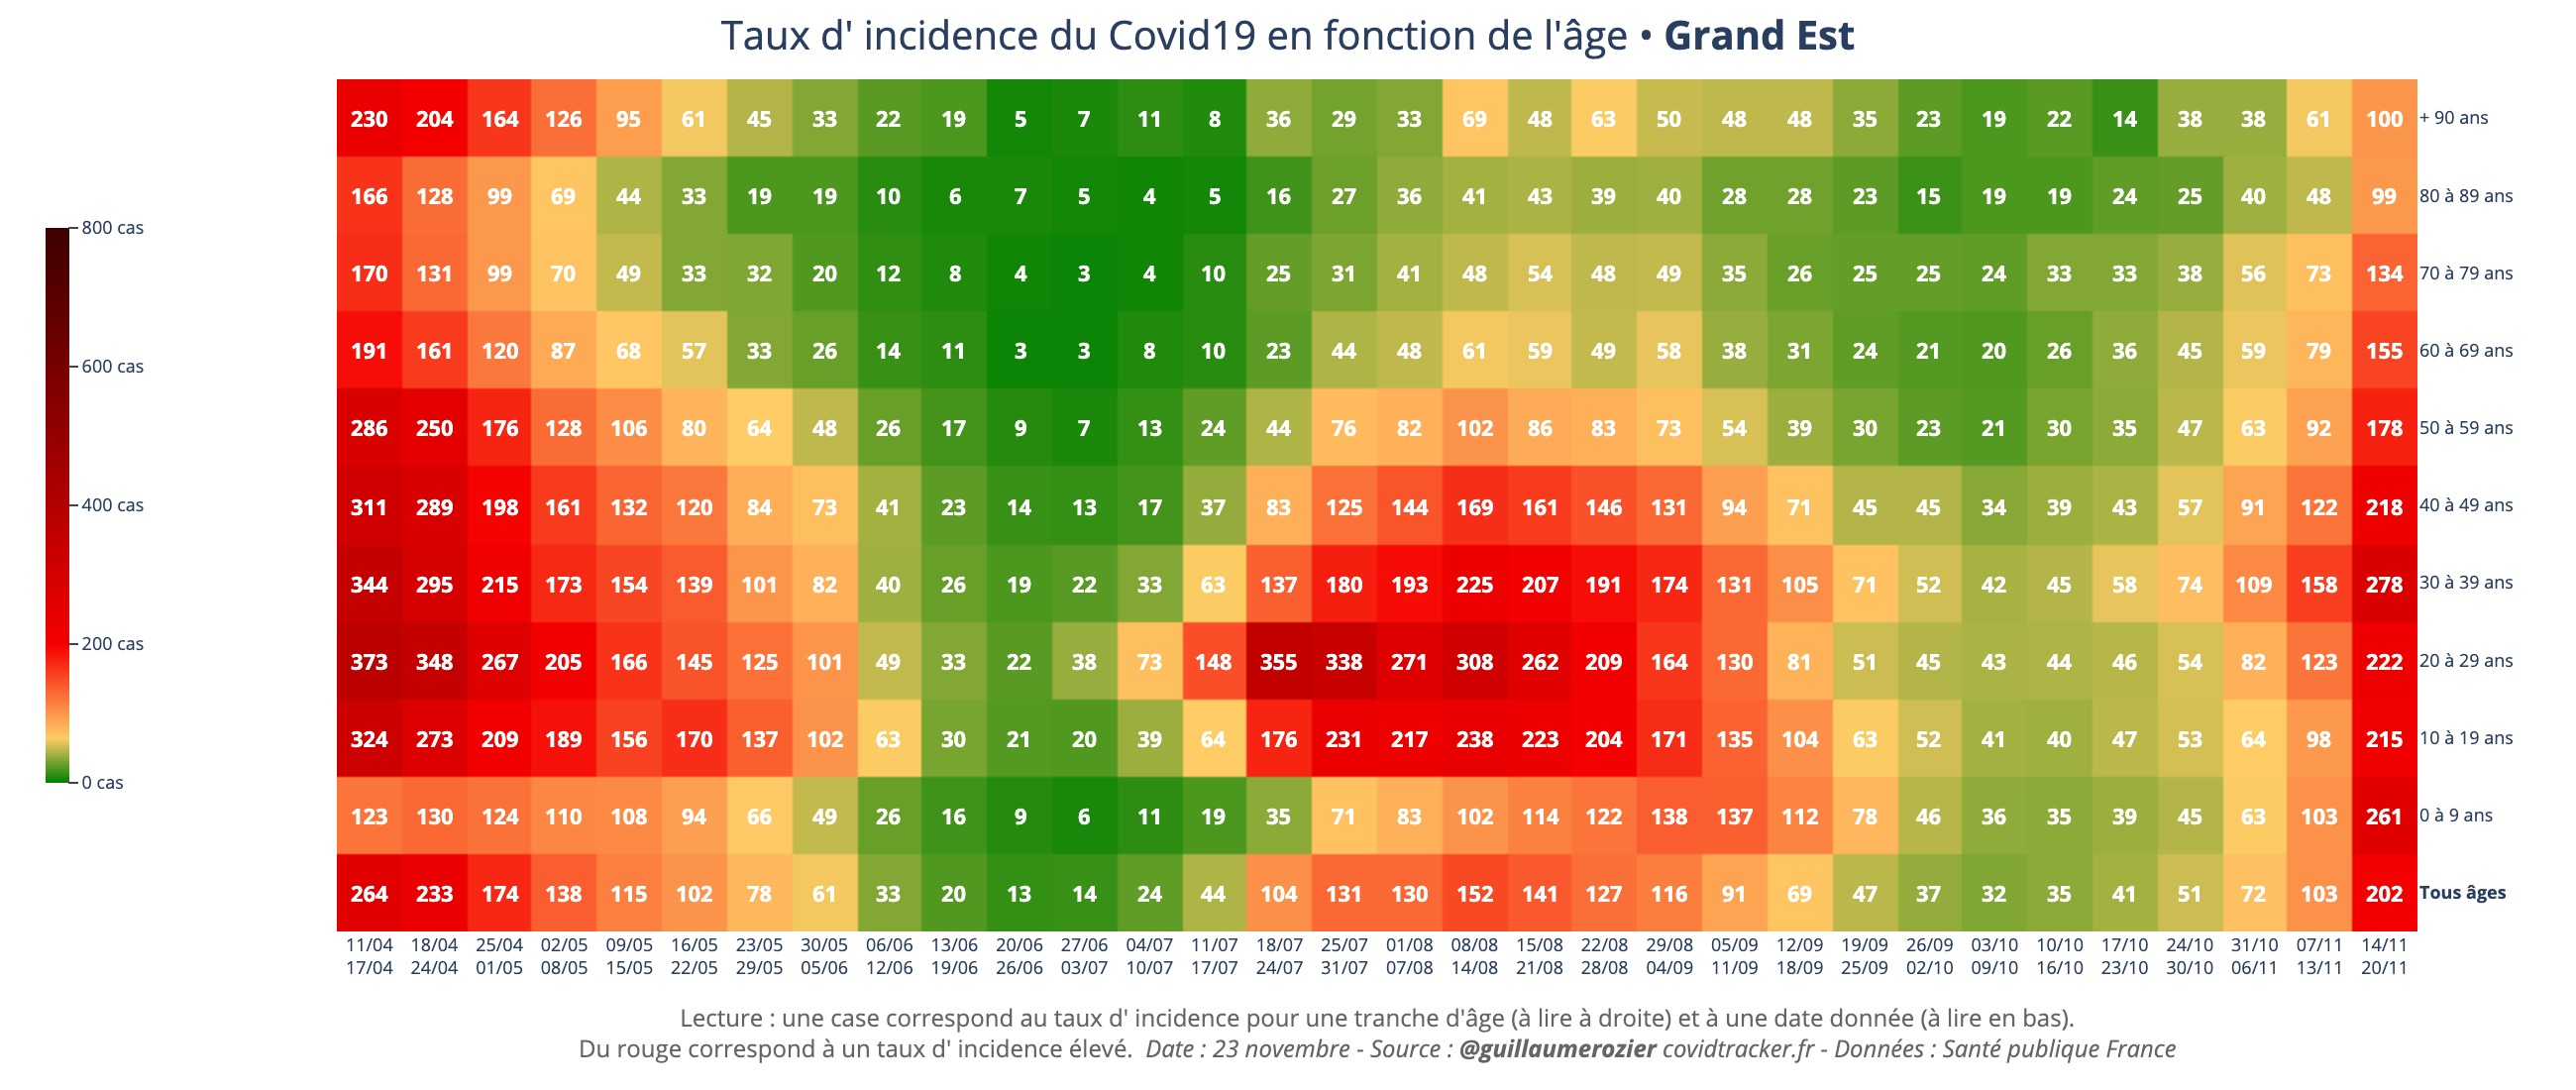 Taux d' incidence du Covid19 en fonction de l'âge • Grand Est
230 204 164 126 95 61 45 33 22 19 5 7 11 8 36 29 33 69 48 63 50 48 48 35 23 19 22 14 38 38 61 100 + 90 ans
166 128 99 69 44 33 19 19 10 6 7 5 4 5 16 27 36 41 43 39 40 28 28 23 15 19 19 24 25 40 48 99 80 à 89 ans
800 cas
170 131 99 70 49 33 32 20 12 8 4 3 4 10 25 31 41 48 54 48 49 35 26 25 25 24 33 33 38 56 73 134 70 à 79 ans
191 161 120 87 68 57 33 26 14 11 3 3 8 10 23 44 48 61 59 49 58 38 31 24 21 20 26 36 45 59 79 155 60 à 69 ans
600 cas
286 250 176 128 106 80 64 48 26 17 9 7 13 24 44 76 82 102 86 83 73 54 39 30 23 21 30 35 47 63 92 178 50 à 59 ans
400 cas
311 289 198 161 132 120 84 73 41 23 14 13 17 37 83 125 144 169 161 146 131 94 71 45 45 34 39 43 57 91 122 218 40 à 49 ans
344 295 215 173 154 139 101 82 40 26 19 22 33 63 137 180 193 225 207 191 174 131 105 71 52 42 45 58 74 109 158 278 30 à 39 ans
200 cas
373 348 267 205 166 145 125 101 49 33 22 38 73 148 355 338 271 308 262 209 164 130 81 51 45 43 44 46 54 82 123 222 20 à 29 ans
324 273 209 189 156 170 137 102 63 30 21 20 39 64 176 231 217 238 223 204 171 135 104 63 52 41 40 47 53 64 98 215 10 à 19 ans
0 cas
123 130 124 110 108 94 66 49 26 16 9 6 11 19 35 71 83 102 114 122 138 137 112 78 46 36 35 39 45 63 103 261 0 à 9 ans
264 233 174 138 115 102 78 61 33 20 13 14 24 44 104 131 130 152 141 127 116 91 69 47 37 32 35 41 51 72 103 202 Tous âges
11/04 18/04 25/04 02/05 09/05 16/05 23/05 30/05 06/06 13/06 20/06 27/06 04/07 11/07 18/07 25/07 01/08 08/08 15/08 22/08 29/08 05/09 12/09 19/09 26/09 03/10 10/10 17/10 24/10 31/10 07/11 14/11
17/04 24/04 01/05 08/05 15/05 22/05 29/05 05/06 12/06 19/06 26/06 03/07 10/07 17/07 24/07 31/07 07/08 14/08 21/08 28/08 04/09 11/09 18/09 25/09 02/10 09/10 16/10 23/10 30/10 06/11 13/11 20/11
Lecture : une case correspond au taux d' incidence pour une tranche d'âge (à lire à droite) et à une date donnée (à lire en bas).
Du rouge correspond à un taux d' incidence élevé. Date : 23 novembre - Source : @guillaumerozier covidtracker.fr - Données : Santé publique France